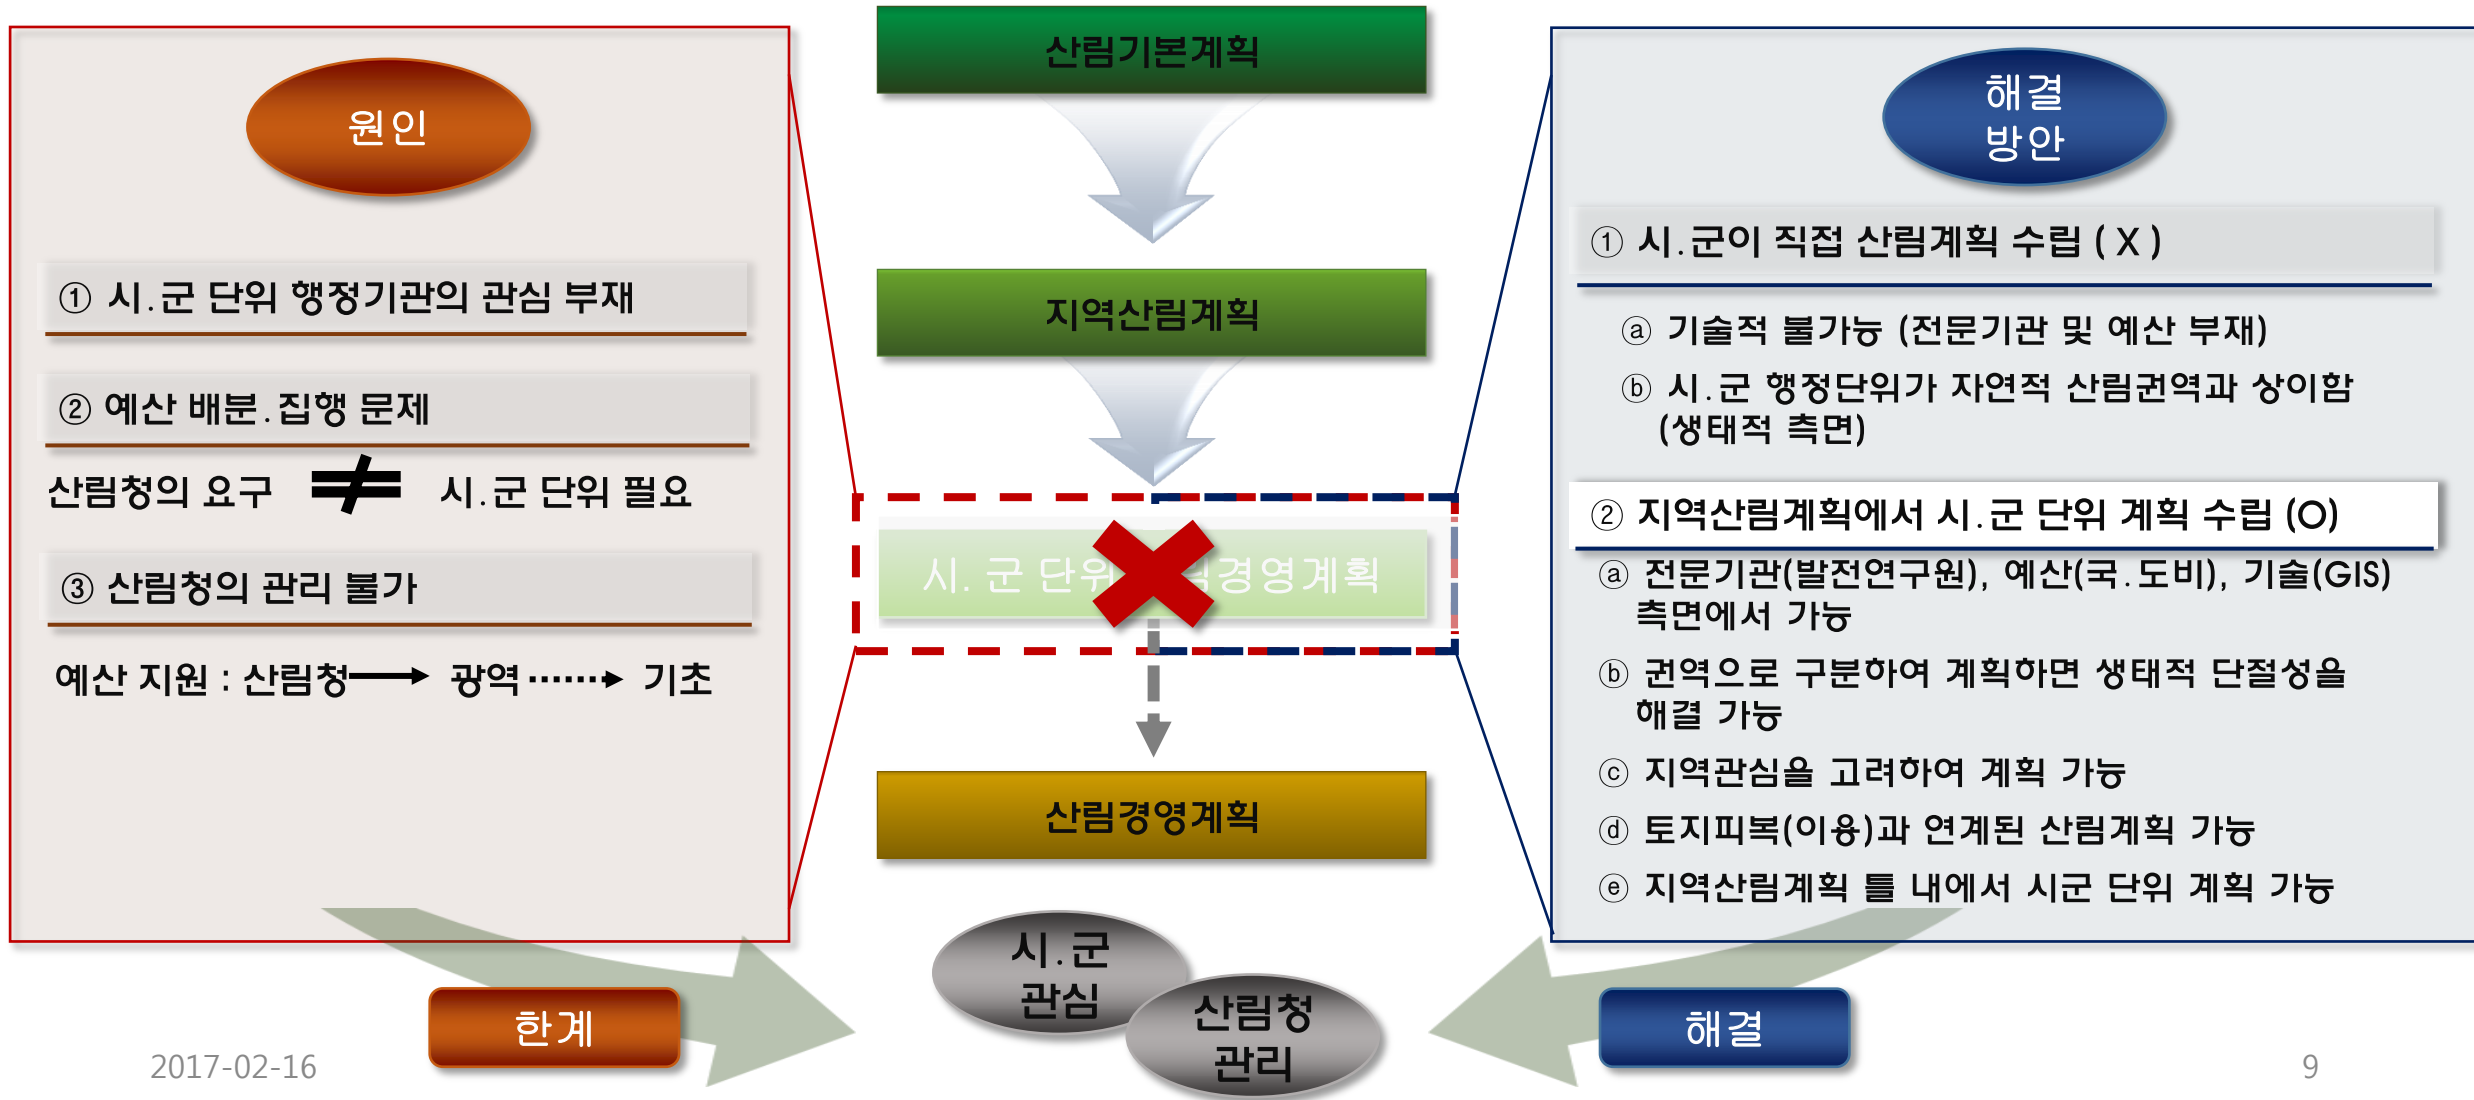 원인
① 시.군 단위 행정기관의 관심 부재
② 예산 배분.집행 문제
산림청의 요구 ≠ 시.군 단위 필요
③ 산림청의 관리 불가
예산 지원 : 산림청 → 광역 ⋯→ 기초
한계
2017-02-16
산림기본계획
지역산림계획
시. 군 단위 경영계획
산림경영계획
시.군
관심
산림청
관리
해결
방안
① 시.군이 직접 산림계획 수립 ( X )
ⓐ 기술적 불가능 (전문기관 및 예산 부재)
ⓑ 시.군 행정단위가 자연적 산림권역과 상이함
(생태적 측면)
② 지역산림계획에서 시.군 단위 계획 수립 (O)
ⓐ 전문기관(발전연구원), 예산(국.도비), 기술(GIS)
측면에서 가능
ⓑ 권역으로 구분하여 계획하면 생태적 단절성을
해결 가능
ⓒ 지역관심을 고려하여 계획 가능
ⓓ 토지피복(이용)과 연계된 산림계획 가능
ⓔ 지역산림계획 틀 내에서 시군 단위 계획 가능
해결
9